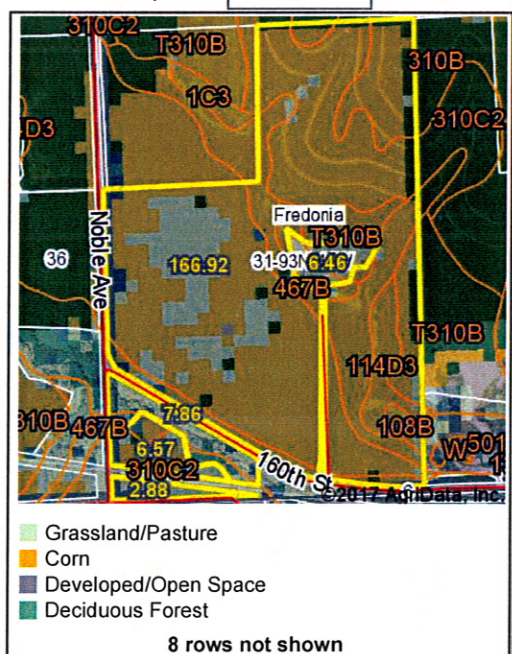 310C2
T310B
310B
1C3
310C2
D3
Noble Ave
Fredonia
T310B
36
166.92
31-93N
6.46
467B
T310B
114D3
7.86
310B
467B
108B
6.57
W
501
310C2
160th St
2.88
©2017 AgriData, Inc.
Grassland/Pasture
Corn
Developed/Open Space
Deciduous Forest
8 rows not shown